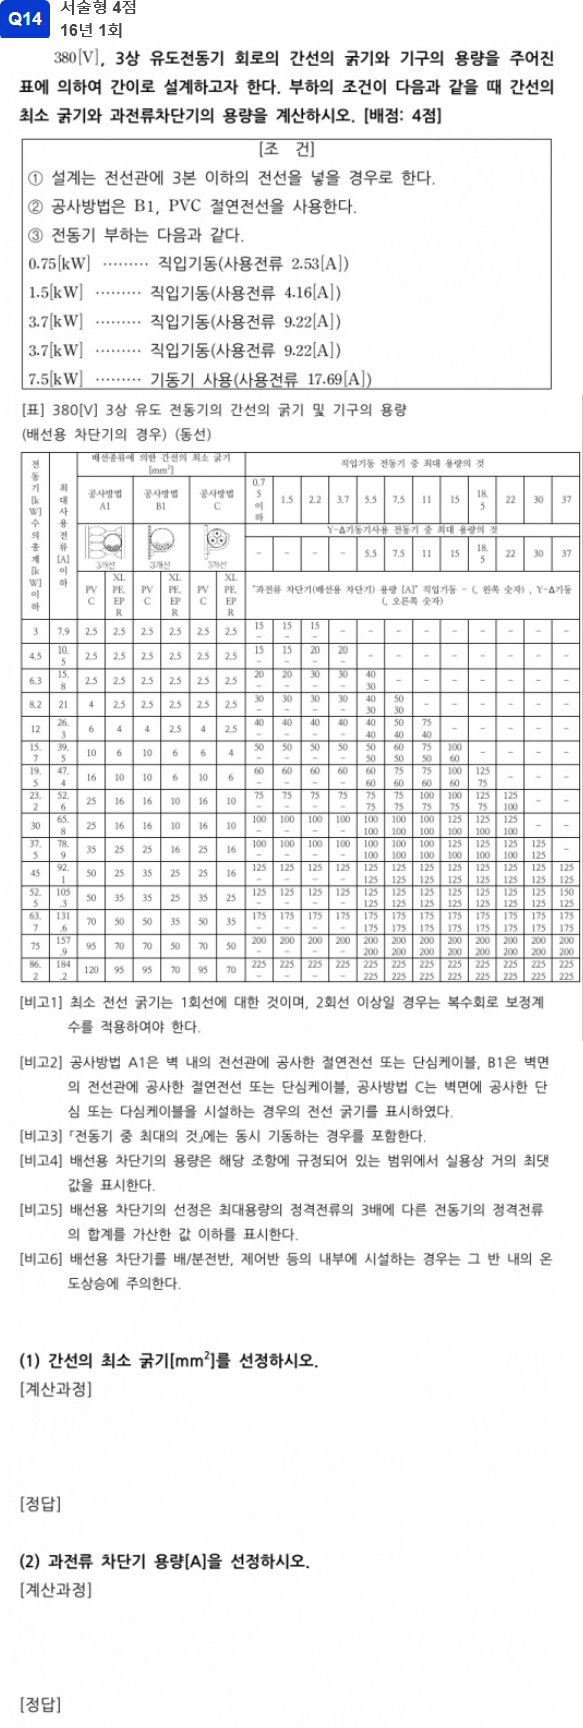 Q14
서술형 4점
16년 1회
380[V], 3상 유도전동기 회로의 간선의 굵기와 기구의 용량을 주어진
표에 의하여 간이로 설계하고자 한다. 부하의 조건이 다음과 같을 때 간선의
최소 굵기와 과전류차단기의 용량을 계산하시오. [배점: 4점]
[조 건]
① 설계는 전선관에 3본 이하의 전선을 넣을 경우로 한다.
② 공사방법은 B1, PVC 절연전선을 사용한다.
③ 전동기 부하는 다음과 같다.
0.75[kW] ……… 직입기동(사용전류 2.53[A])
1.5[kW] ……… 직입기동(사용전류 4.16[A])
3.7[kW] ……… 직입기동(사용전류 9.22[A])
3.7[kW] ……… 직입기동(사용전류 9.22[A])
7.5[kW] ……… 기동기 사용(사용전류 17.69[A])
[표] 380[V] 3상 유도 전동기의 간선의 굵기 및 기구의 용량
(배선용 차단기의 경우) (동선)
전동기[kW]수의총계[kW]이하 최대사용전류[A]이하 배선종류에 의한 간선의 최소 굵기[mm²] 직입기동 전동기 중 최대 용량의 것
공사방법 A1 공사방법 B1 공사방법 C 0.75이하 1.5 2.2 3.7 5.5 7.5 11 15 18.5 22 30 37
3개선 3개선 3개선 Y-Δ기동기사용 전동기 중 최대 용량의 것
- - - - 5.5 7.5 11 15 18.5 22 30 37
PVC XLPE, EPR PVC XLPE, EPR PVC XLPE, EPR "과전류 차단기(배선용 차단기) 용량 [A]" 직입기동 - (, 왼쪽 숫자) , Y-Δ기동(, 오른쪽 숫자)
3 7.9 2.5 2.5 2.5 2.5 2.5 2.5 15 15 15 - - - - - - - - -
- - -
4.5 10.5 2.5 2.5 2.5 2.5 2.5 2.5 15 15 20 20 - - - - - - - -
- - - -
6.3 15.8 2.5 2.5 2.5 2.5 2.5 2.5 20 20 30 30 40 - - - - - - -
- - - - 30
8.2 21 4 2.5 2.5 2.5 2.5 2.5 30 30 30 30 40 50 - - - - - -
- - - - 30 30
12 26.3 6 4 4 2.5 4 2.5 40 40 40 40 40 50 75 - - - - -
- - - - 40 40 40
15.7 39.5 10 6 10 6 6 4 50 50 50 50 50 60 75 100 - - - -
- - - - 50 50 50 60
19.5 47.4 16 10 10 6 10 6 60 60 60 60 60 75 75 100 125 - - -
- - - - 60 60 60 60 75
23.2 52.6 25 16 16 10 16 10 75 75 75 75 75 75 100 100 125 125 - -
- - - - 75 75 75 75 75 100
30 65.8 25 16 16 10 16 10 100 100 100 100 100 100 100 125 125 125 - -
- - - - 100 100 100 100 100 100
37.5 78.9 35 25 25 16 25 16 100 100 100 100 100 100 100 125 125 125 125 -
- - - - 100 100 100 100 100 100 125
45 92.1 50 25 35 25 25 16 125 125 125 125 125 125 125 125 125 125 125 125
- - - - 125 125 125 125 125 125 125 125
52.5 105.3 50 35 35 25 35 25 125 125 125 125 125 125 125 125 125 125 125 150
- - - - 125 125 125 125 125 125 125 125
63.7 131.6 70 50 50 35 50 35 175 175 175 175 175 175 175 175 175 175 175 175
- - - - 175 175 175 175 175 175 175 175
75 157.9 95 70 70 50 70 50 200 200 200 200 200 200 200 200 200 200 200 200
- - - - 200 200 200 200 200 200 200 200
86.2 184.2 120 95 95 70 95 70 225 225 225 225 225 225 225 225 225 225 225 225
- - - - 225 225 225 225 225 225 225 225
[비고1] 최소 전선 굵기는 1회선에 대한 것이며, 2회선 이상일 경우는 복수회로 보정계
수를 적용하여야 한다.
[비고2] 공사방법 A1은 벽 내의 전선관에 공사한 절연전선 또는 단심케이블, B1은 벽면
의 전선관에 공사한 절연전선 또는 단심케이블, 공사방법 C는 벽면에 공사한 단
심 또는 다심케이블을 시설하는 경우의 전선 굵기를 표시하였다.
[비고3] 「전동기 중 최대의 것」에는 동시 기동하는 경우를 포함한다.
[비고4] 배선용 차단기의 용량은 해당 조항에 규정되어 있는 범위에서 실용상 거의 최댓
값을 표시한다.
[비고5] 배선용 차단기의 선정은 최대용량의 정격전류의 3배에 다른 전동기의 정격전류
의 합계를 가산한 값 이하를 표시한다.
[비고6] 배선용 차단기를 배/분전반, 제어반 등의 내부에 시설하는 경우는 그 반 내의 온
도상승에 주의한다.
(1) 간선의 최소 굵기[mm²]를 선정하시오.
[계산과정]
[정답]
(2) 과전류 차단기 용량[A]을 선정하시오.
[계산과정]
[정답]